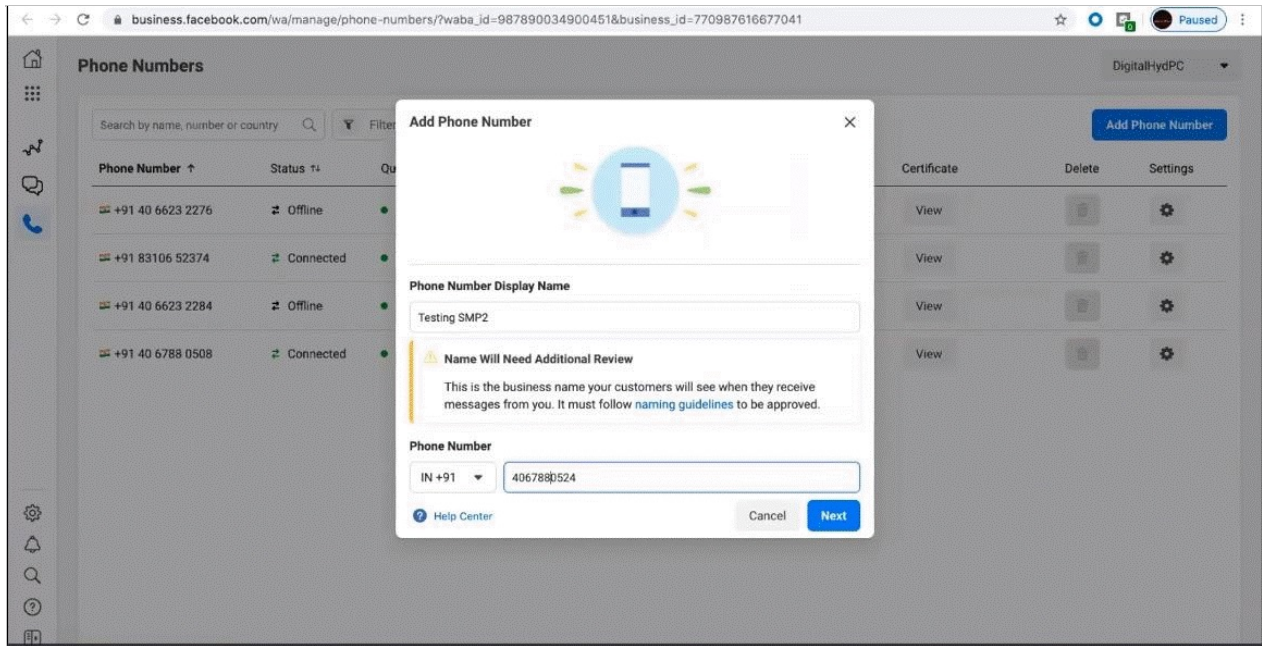 business.facebook.com/wa/manage/phone-numbers/?waba_id=987890034900451&business_id=770987616677041
0
Paused
Phone Numbers
DigitalHydPC
Search by name, number or country
Filter
Add Phone Number
Phone Number ↑
Status ↑↓
Qu
Certificate
Delete
Settings
+91 40 6623 2276
Offline
View
+91 83106 52374
Connected
View
+91 40 6623 2284
Offline
View
+91 40 6788 0508
Connected
View
Add Phone Number
Phone Number Display Name
Testing SMP2
Name Will Need Additional Review
This is the business name your customers will see when they receive
messages from you. It must follow naming guidelines to be approved.
Phone Number
IN +91
4067880524
Help Center
Cancel
Next